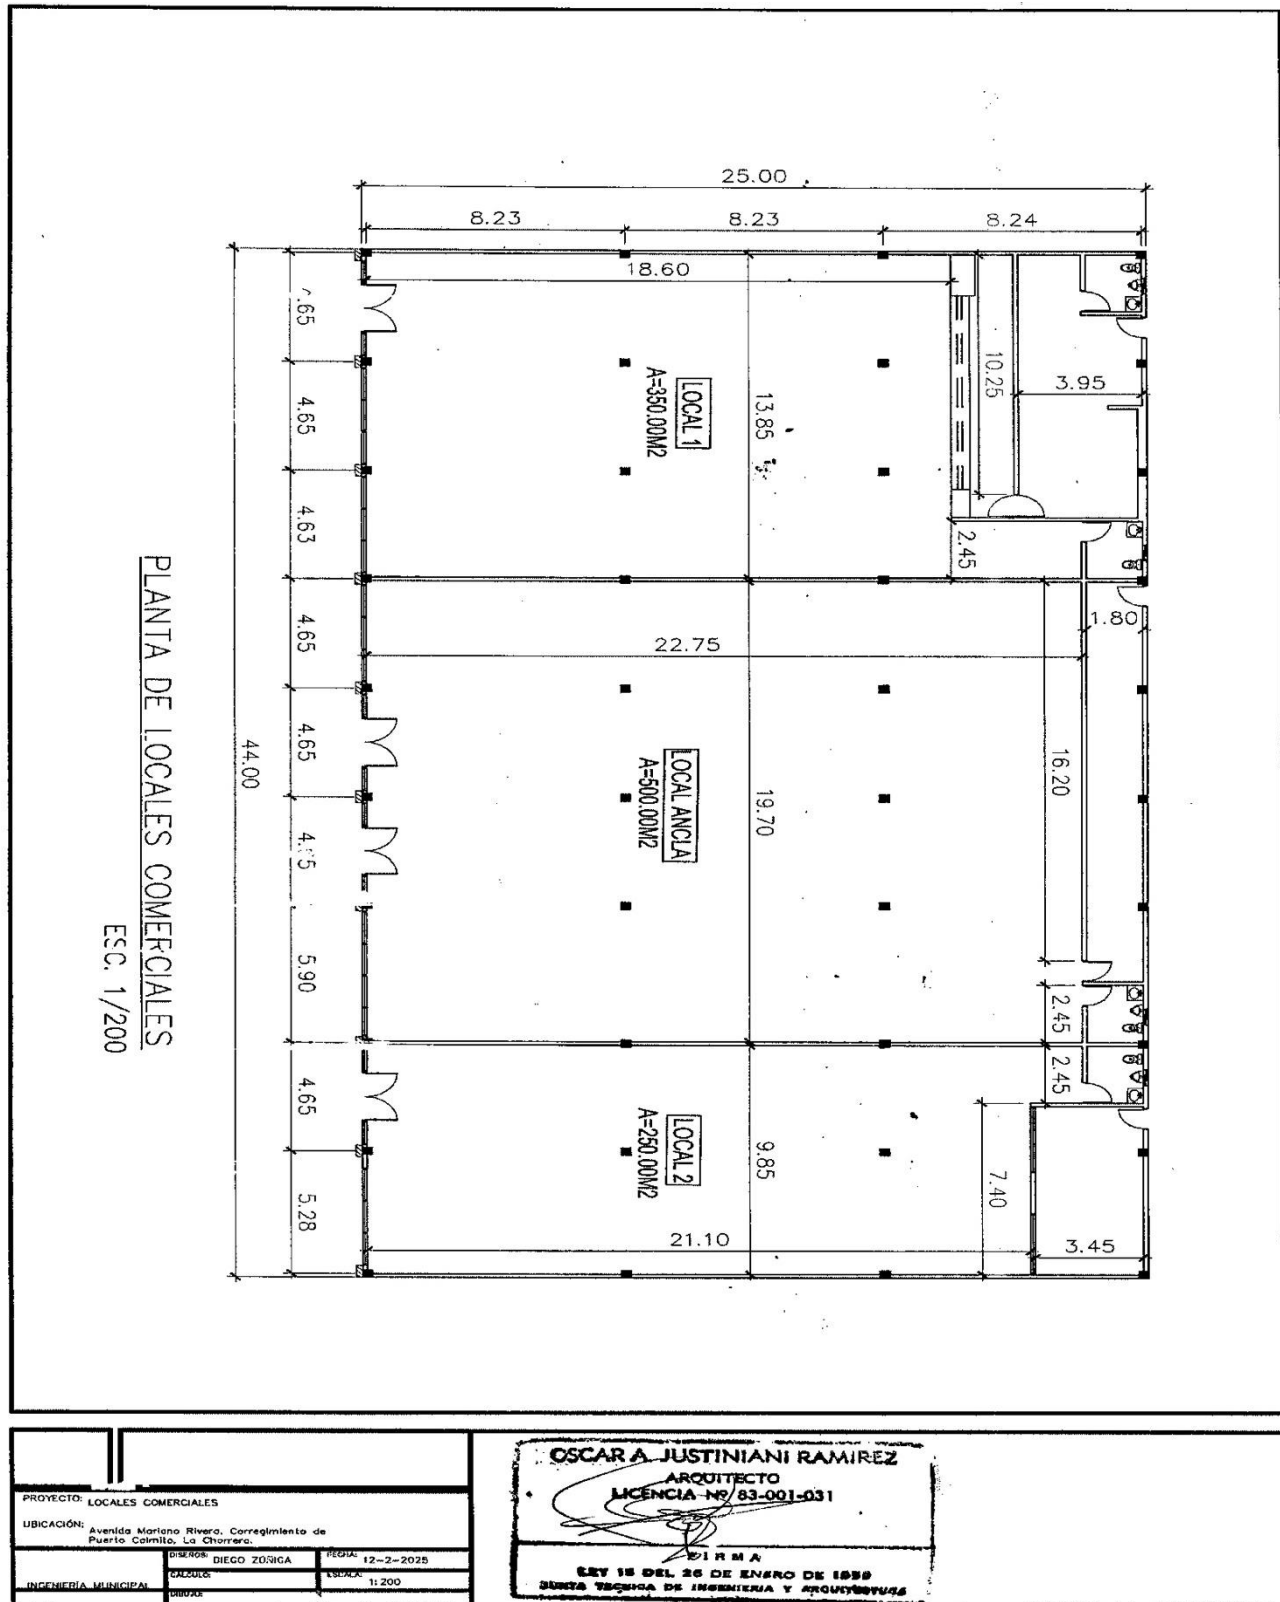 25.00
8.23
8.23
8.24
18.60
.65
4.65
4.63
4.65
4.65
5.90
4.65
5.28
44.00
LOCAL 1
A=350.00M2
13.85
10.25
3.95
2.45
1.80
22.75
16.20
LOCAL ANCLA
A=500.00M2
19.70
2.45
2.45
LOCAL 2
A=250.00M2
9.85
7.40
21.10
3.45
PLANTA DE LOCALES COMERCIALES
ESC. 1/200
PROYECTO: LOCALES COMERCIALES
UBICACIÓN: Avenida Mariano Rivera, Corregimiento de
Puerto Caimito, La Chorrera.
DISEÑOS: DIEGO ZÚÑIGA
FECHA: 12-2-2025
INGENIERÍA MUNICIPAL
CALCULO:
ESCALA: 1:200
DIBUJO:
OSCAR A. JUSTINIANI RAMIREZ
ARQUITECTO
LICENCIA Nº 83-001-031
FIRMA
LEY 15 DEL 26 DE ENERO DE 1959
JUNTA TECNICA DE INGENIERIA Y ARQUITECTURA